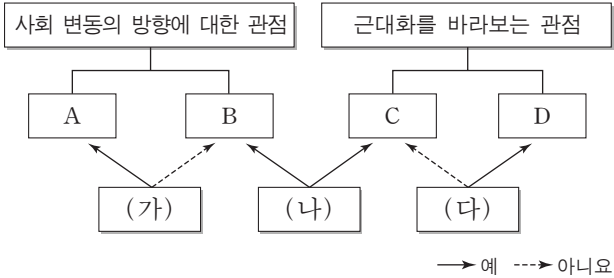 사회 변동의 방향에 대한 관점
근대화를 바라보는 관점
A
B
C
D
(가)
(나)
(다)
예
아니요